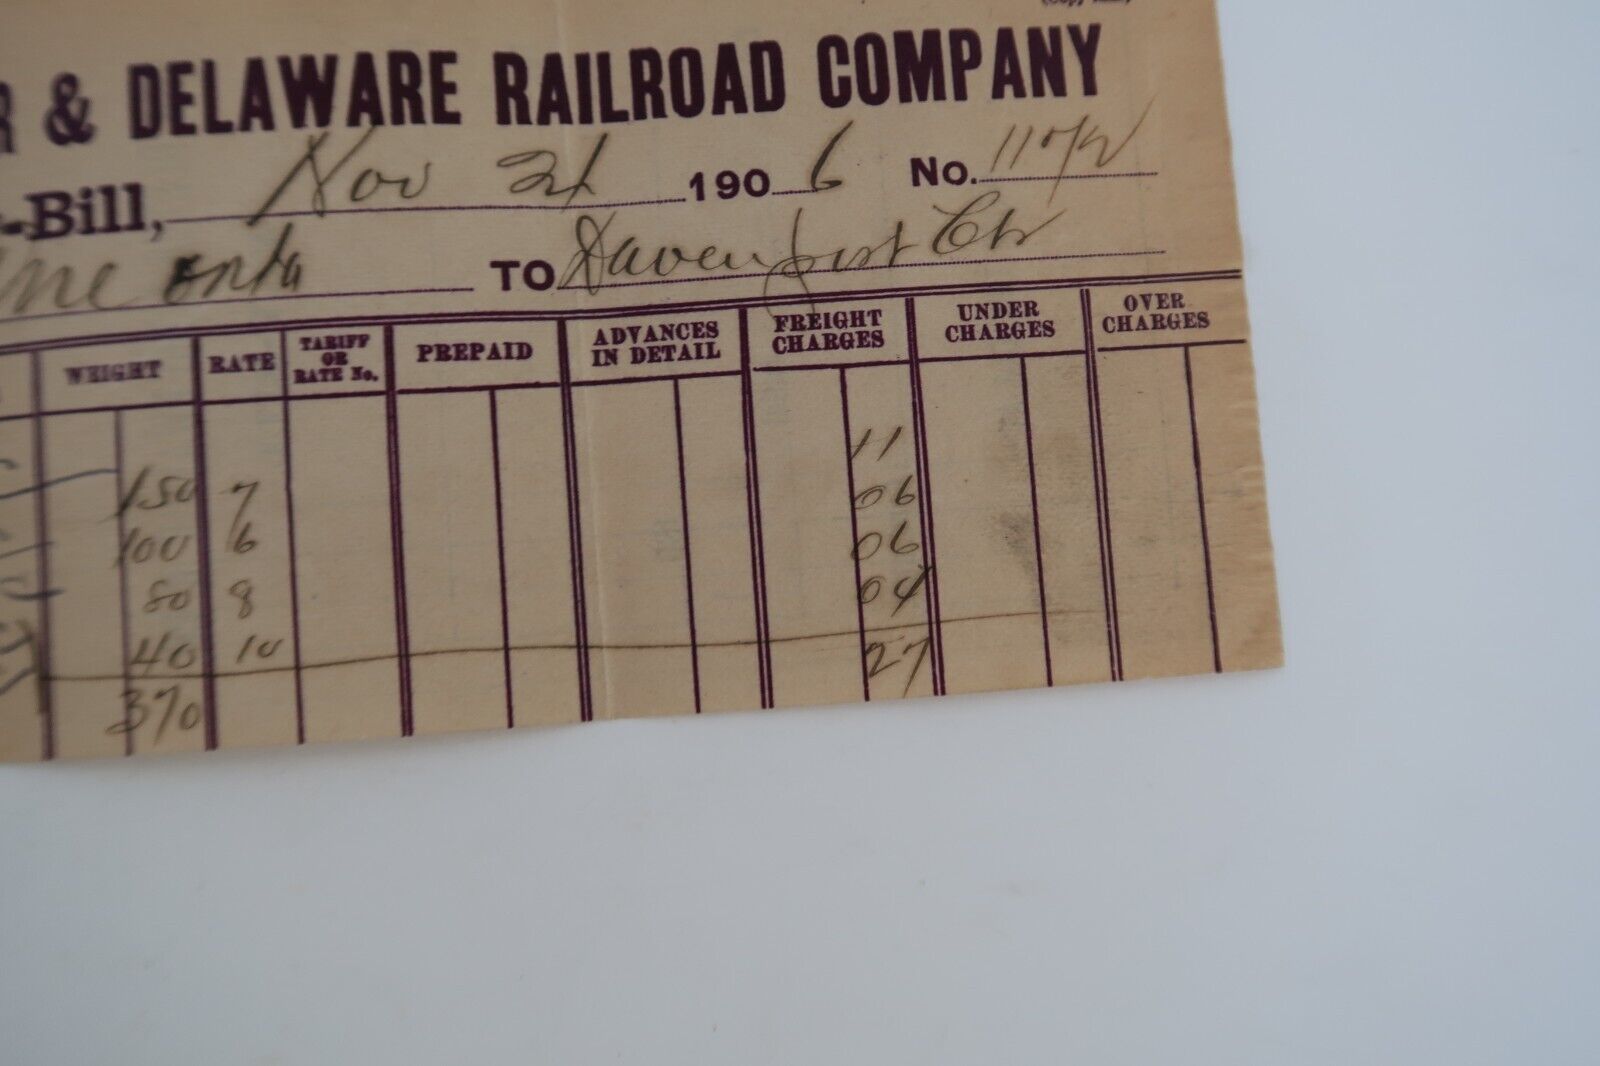 R & DELAWARE RAILROAD COMPANY
-Bill, Nov 21 1906 No.
TO Davenport Ctr
WEIGHT RATE TARIFF OR RATE No. PREPAID ADVANCES IN DETAIL FREIGHT CHARGES UNDER CHARGES OVER CHARGES
11
150 7 06
100 6 06
80 8 04
40 10 27
370